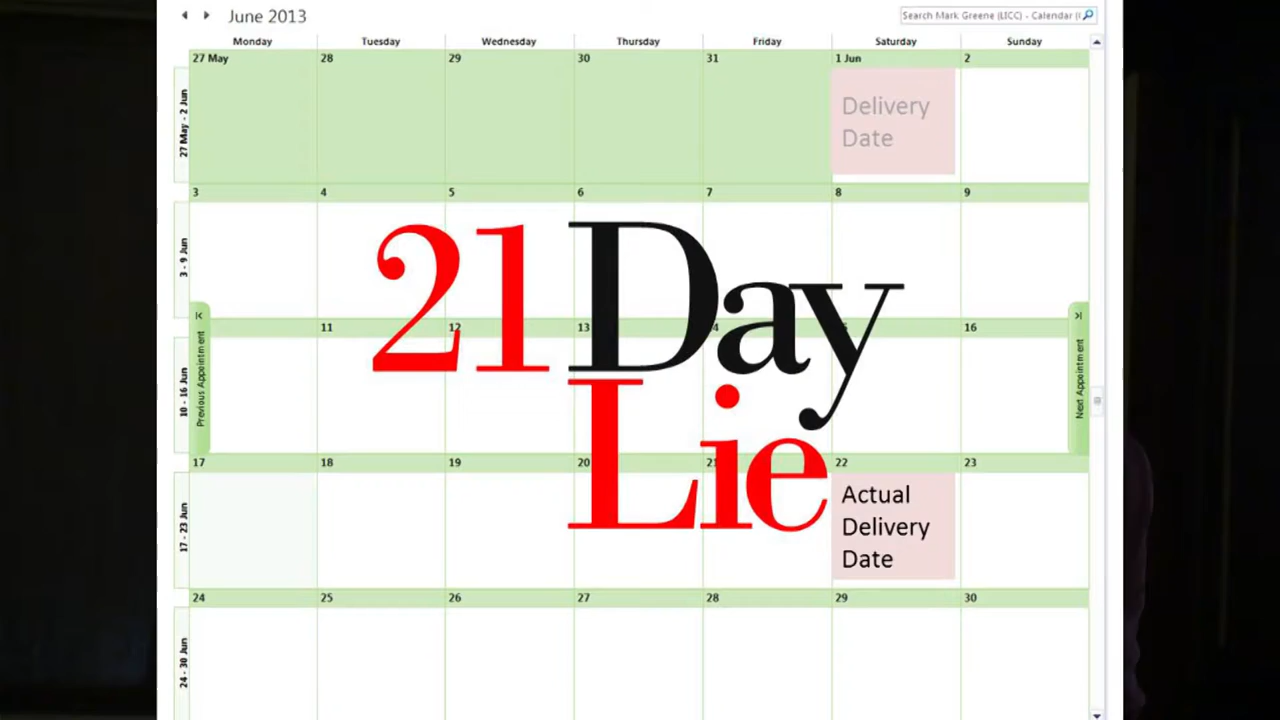 June 2013
Search Mark Greene (LICC) - Calendar (
Monday Tuesday Wednesday Thursday Friday Saturday Sunday
27 May 28 29 30 31 1 Jun 2
27 May - 2 Jun
Delivery
Date
3 4 5 6 7 8 9
3 - 9 Jun
21 Day
Lie
11 12 13 16
10 - 16 Jun
Previous Appointment
Next Appointment
17 18 19 20 21 22 23
17 - 23 Jun
Actual
Delivery
Date
24 25 26 27 28 29 30
24 - 30 Jun